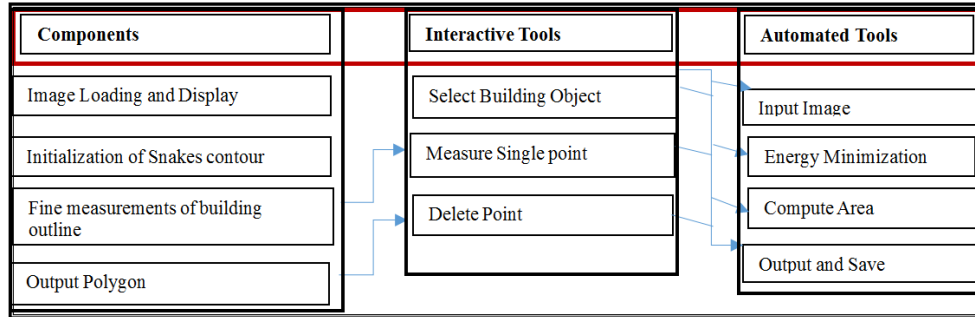 Components
Image Loading and Display
Initialization of Snakes contour
Fine measurements of building
outline
Output Polygon
Interactive Tools
Select Building Object
Measure Single point
Delete Point
Automated Tools
Input Image
Energy Minimization
Compute Area
Output and Save